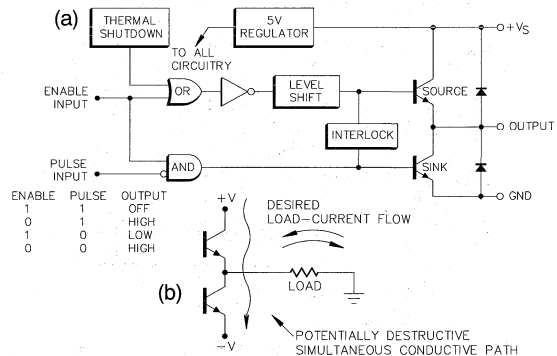 (a)
THERMAL
SHUTDOWN
5V
REGULATOR
+VS
TO ALL
CIRCUITRY
ENABLE
INPUT
OR
LEVEL
SHIFT
SOURCE
INTERLOCK
OUTPUT
PULSE
INPUT
AND
SINK
GND
ENABLE PULSE OUTPUT
1 1 OFF
0 1 HIGH
1 0 LOW
0 0 HIGH
+V
DESIRED
LOAD-CURRENT FLOW
(b)
LOAD
-V
POTENTIALLY DESTRUCTIVE
SIMULTANEOUS CONDUCTIVE PATH